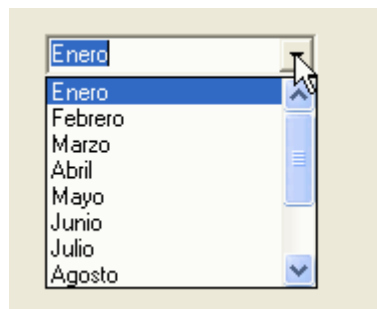 Enero
Enero
Febrero
Marzo
Abril
Mayo
Junio
Julio
Agosto